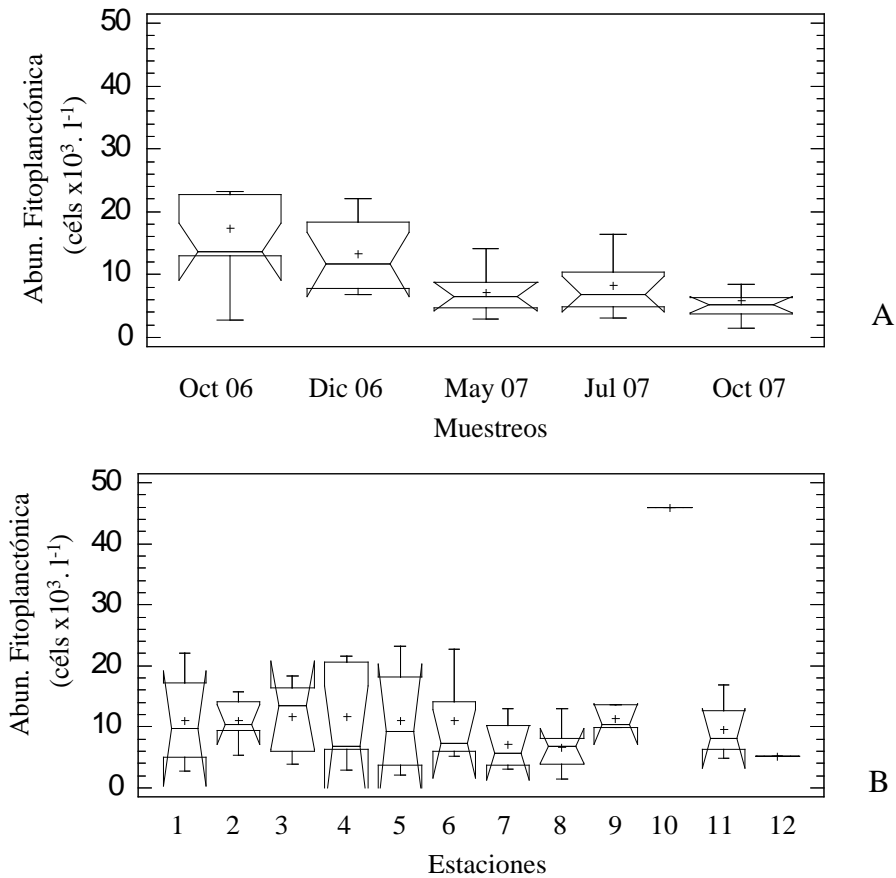 Abun. Fitoplanctónica
(céls x10³. l⁻¹)
50
40
30
20
10
0
A
Oct 06 Dic 06 May 07 Jul 07 Oct 07
Muestreos
Abun. Fitoplanctónica
(céls x10³. l⁻¹)
50
40
30
20
10
0
B
1 2 3 4 5 6 7 8 9 10 11 12
Estaciones